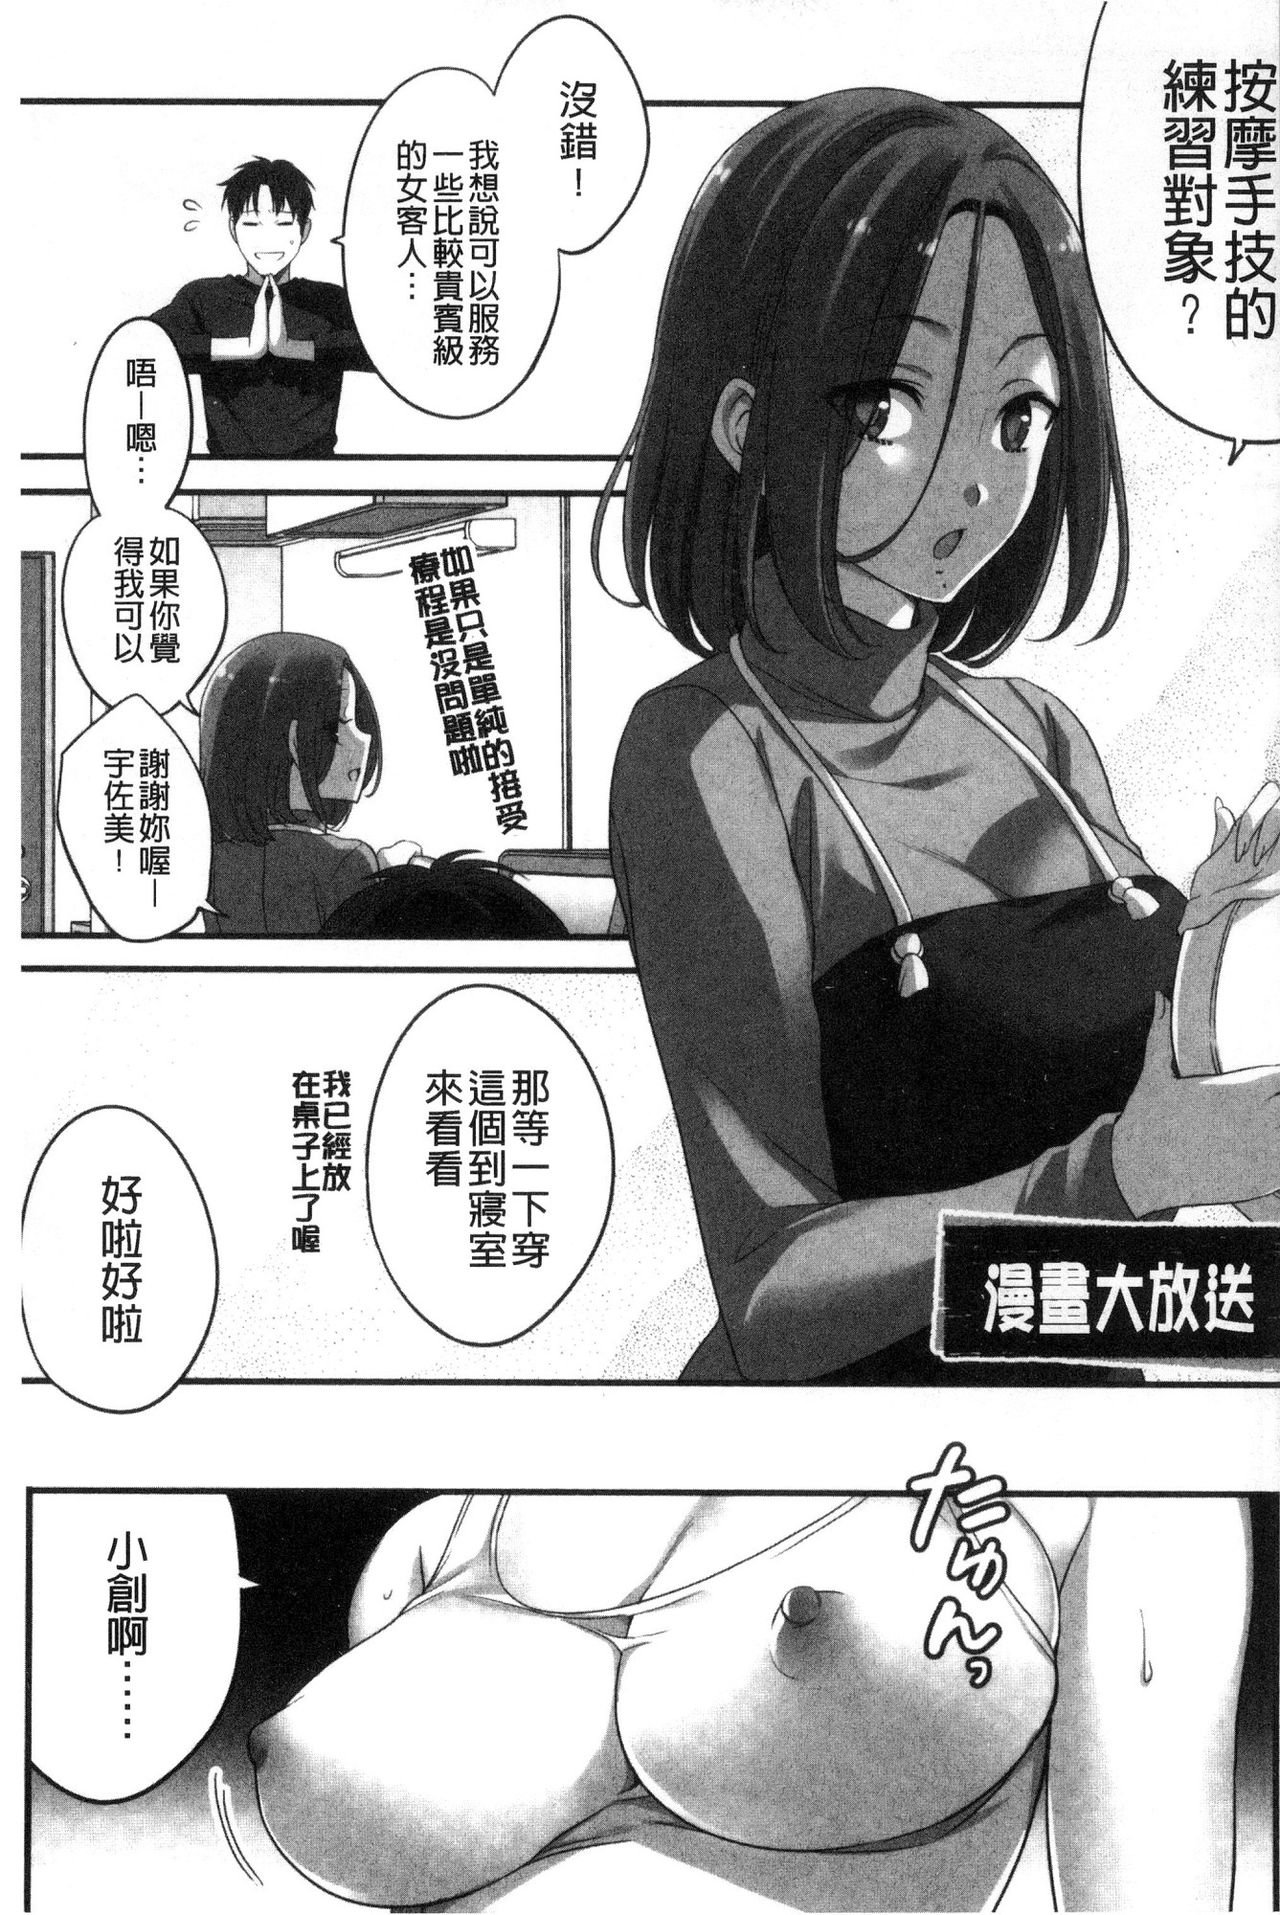 按摩手技的
練習對象？
沒錯！
我想說可以服務
一些比較貴賓級
的女客人…
唔—嗯…
如果你覺
得我可以
如果只是單純的接受
療程是沒問題啦
謝謝妳喔—
宇佐美！
那等一下穿
這個到寢室
來看看
我已經放
在桌子上了喔
好啦好啦
漫畫大放送
たゆんっ
小創啊……